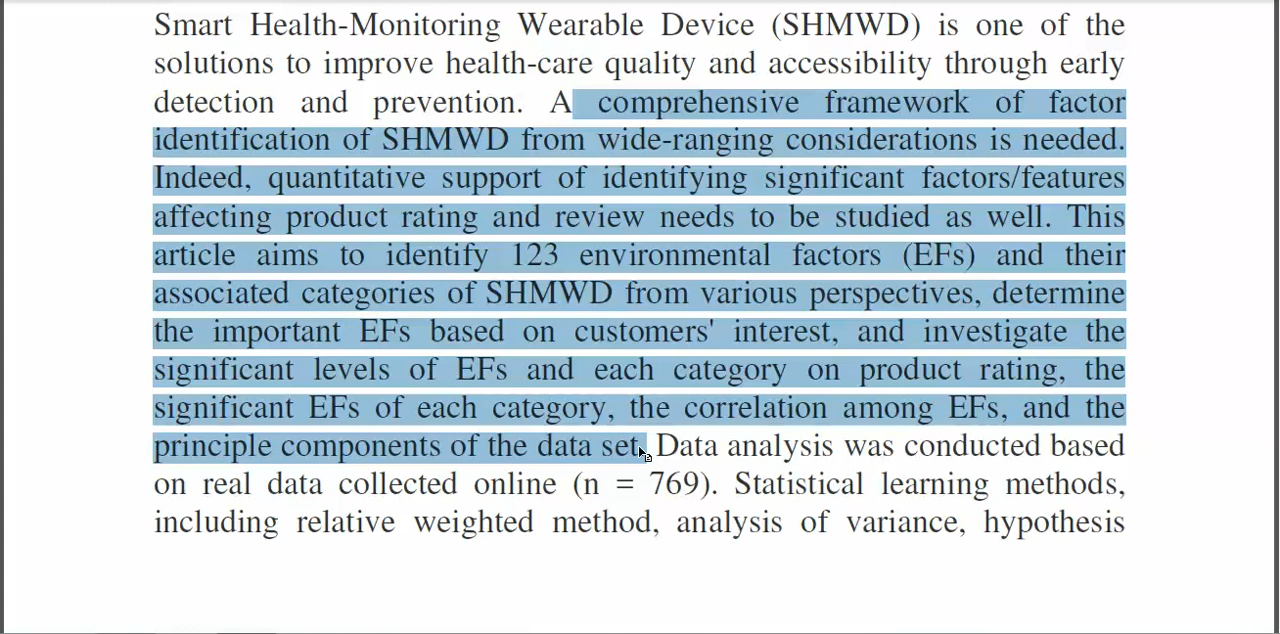 Smart Health-Monitoring Wearable Device (SHMWD) is one of the
solutions to improve health-care quality and accessibility through early
detection and prevention. A comprehensive framework of factor
identification of SHMWD from wide-ranging considerations is needed.
Indeed, quantitative support of identifying significant factors/features
affecting product rating and review needs to be studied as well. This
article aims to identify 123 environmental factors (EFs) and their
associated categories of SHMWD from various perspectives, determine
the important EFs based on customers' interest, and investigate the
significant levels of EFs and each category on product rating, the
significant EFs of each category, the correlation among EFs, and the
principle components of the data set. Data analysis was conducted based
on real data collected online (n = 769). Statistical learning methods,
including relative weighted method, analysis of variance, hypothesis